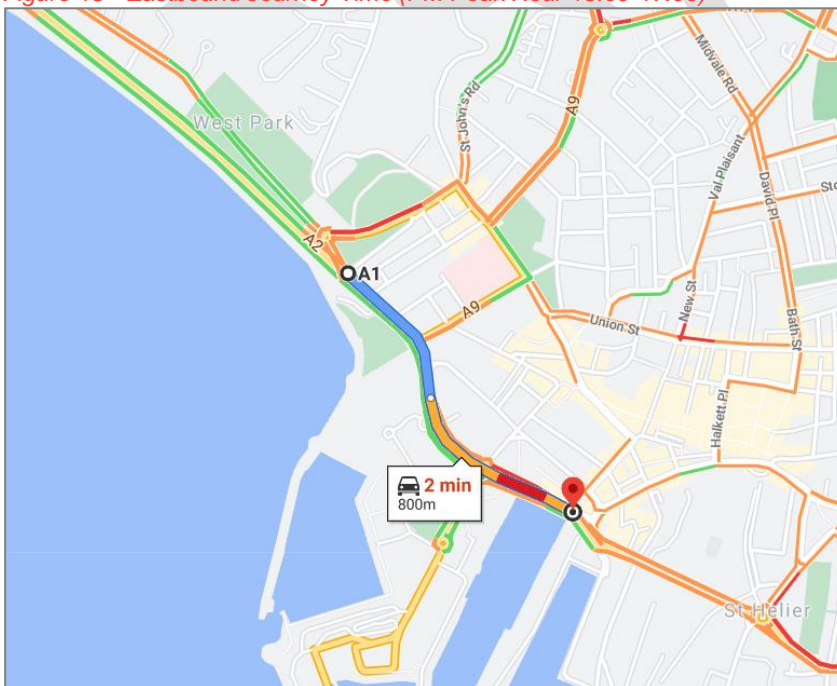 West Park
St John's Rd
A9
Midvale Rd
Val Plaisant
David Pl
A2
A1
A9
New St
Union St
Bath St
Halkett Pl
2 min
800m
St Helier